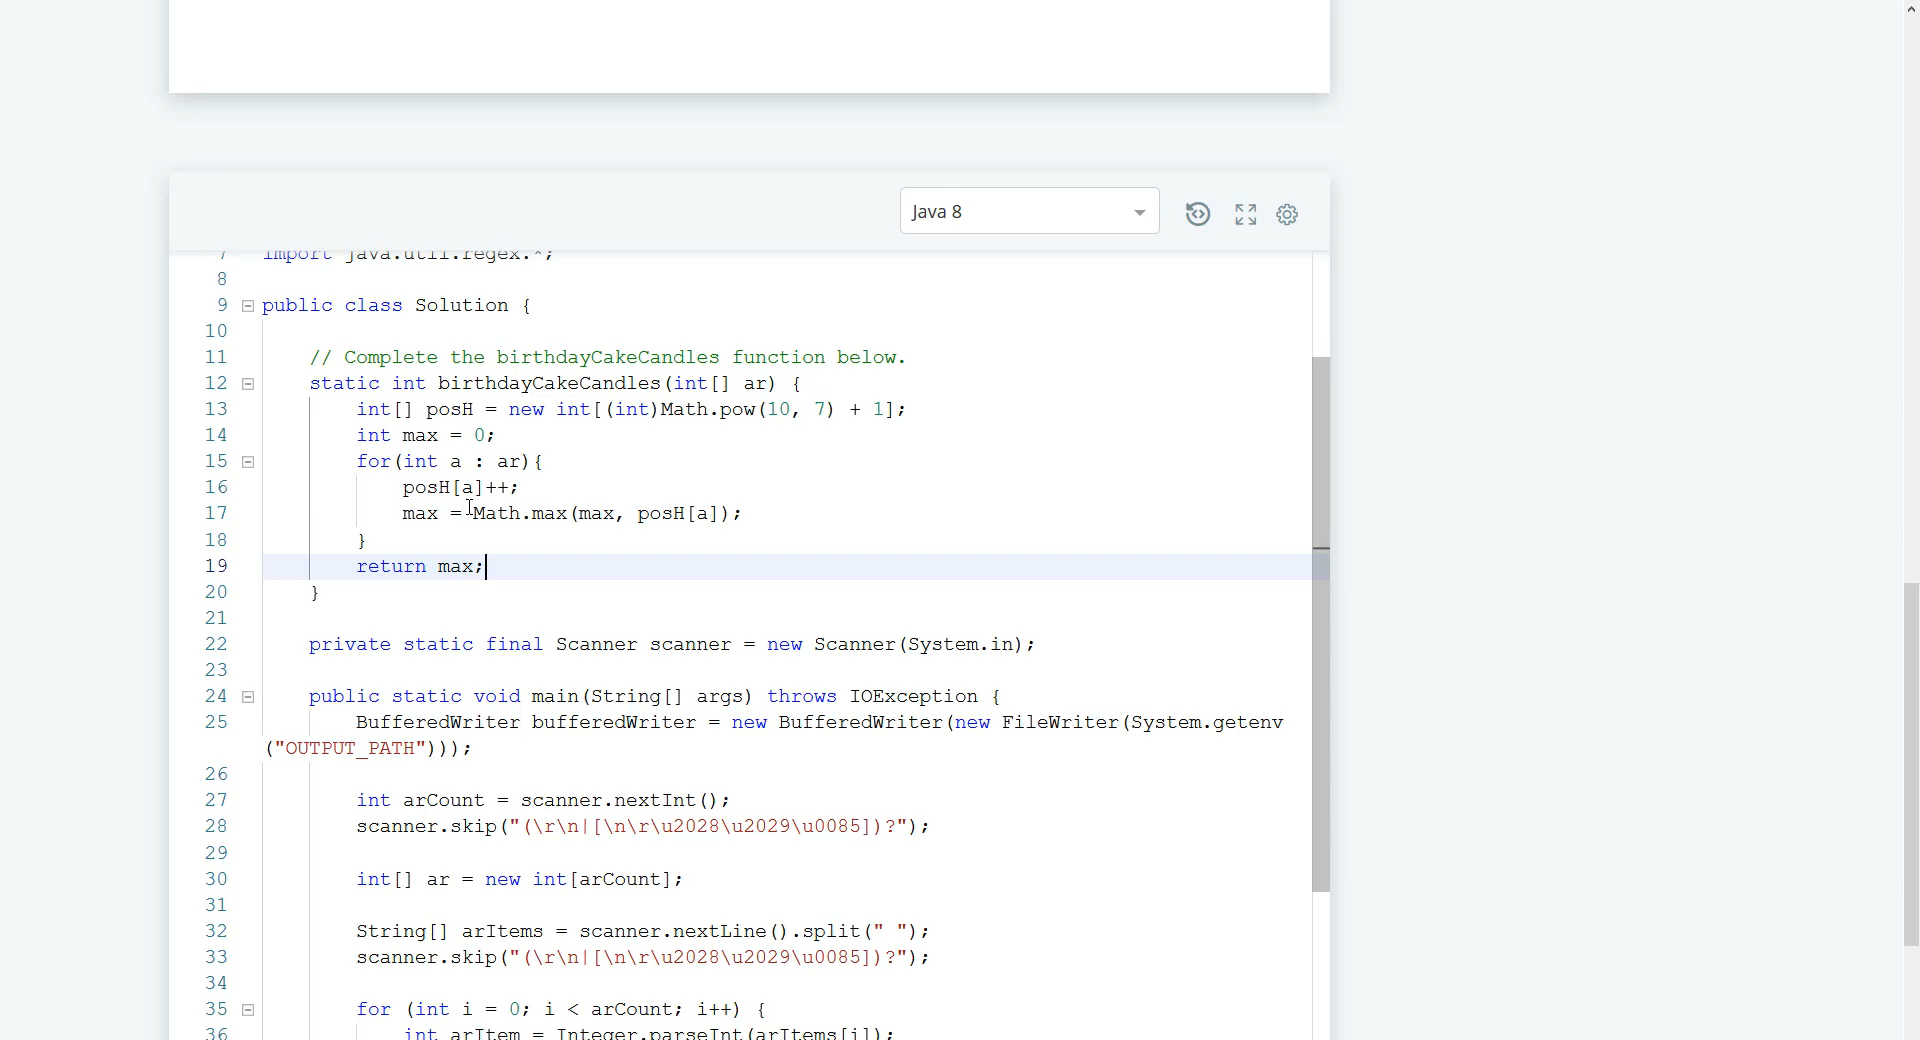 Java 8
7 import java.util.regex.*;
8
9 public class Solution {
10
11 // Complete the birthdayCakeCandles function below.
12 static int birthdayCakeCandles(int[] ar) {
13 int[] posH = new int[(int)Math.pow(10, 7) + 1];
14 int max = 0;
15 for(int a : ar){
16 posH[a]++;
17 max = Math.max(max, posH[a]);
18 }
19 return max;
20 }
21
22 private static final Scanner scanner = new Scanner(System.in);
23
24 public static void main(String[] args) throws IOException {
25 BufferedWriter bufferedWriter = new BufferedWriter(new FileWriter(System.getenv
("OUTPUT_PATH")));
26
27 int arCount = scanner.nextInt();
28 scanner.skip("(\r\n|[\n\r\u2028\u2029\u0085])?");
29
30 int[] ar = new int[arCount];
31
32 String[] arItems = scanner.nextLine().split(" ");
33 scanner.skip("(\r\n|[\n\r\u2028\u2029\u0085])?");
34
35 for (int i = 0; i < arCount; i++) {
36 int arItem = Integer.parseInt(arItems[i]);